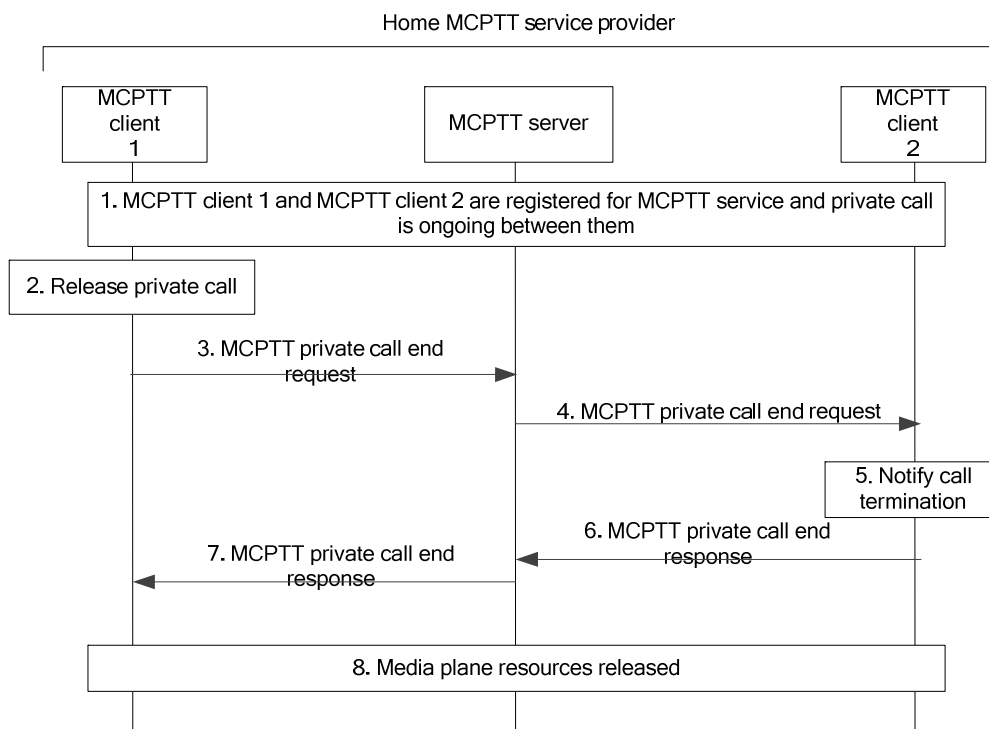 Home MCPTT service provider
MCPTT
client
1
MCPTT server
MCPTT
client
2
1. MCPTT client 1 and MCPTT client 2 are registered for MCPTT service and private call
is ongoing between them
2. Release private call
3. MCPTT private call end
request
4. MCPTT private call end request
5. Notify call
termination
6. MCPTT private call end
response
7. MCPTT private call end
response
8. Media plane resources released